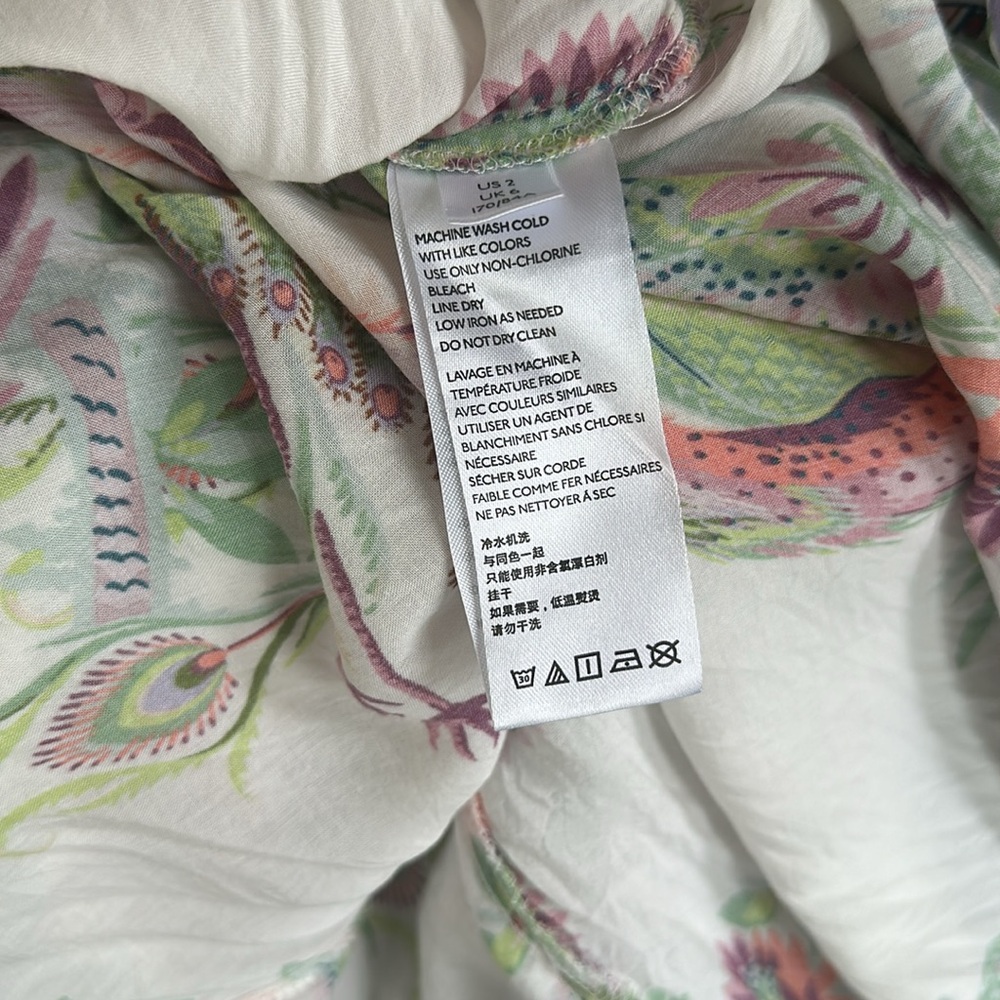 US 2
UK 6
MACHINE WASH COLD
WITH LIKE COLORS
USE ONLY NON-CHLORINE
BLEACH
LINE DRY
LOW IRON AS NEEDED
DO NOT DRY CLEAN
LAVAGE EN MACHINE À
TEMPÉRATURE FROIDE
AVEC COULEURS SIMILAIRES
UTILISER UN AGENT DE
BLANCHIMENT SANS CHLORE SI
NÉCESSAIRE
SÉCHER SUR CORDE
FAIBLE COMME FER NÉCESSAIRES
NE PAS NETTOYER Á SEC
冷水机洗
与同色一起
只能使用非含氯漂白剂
挂干
如果需要，低温熨烫
请勿干洗
30